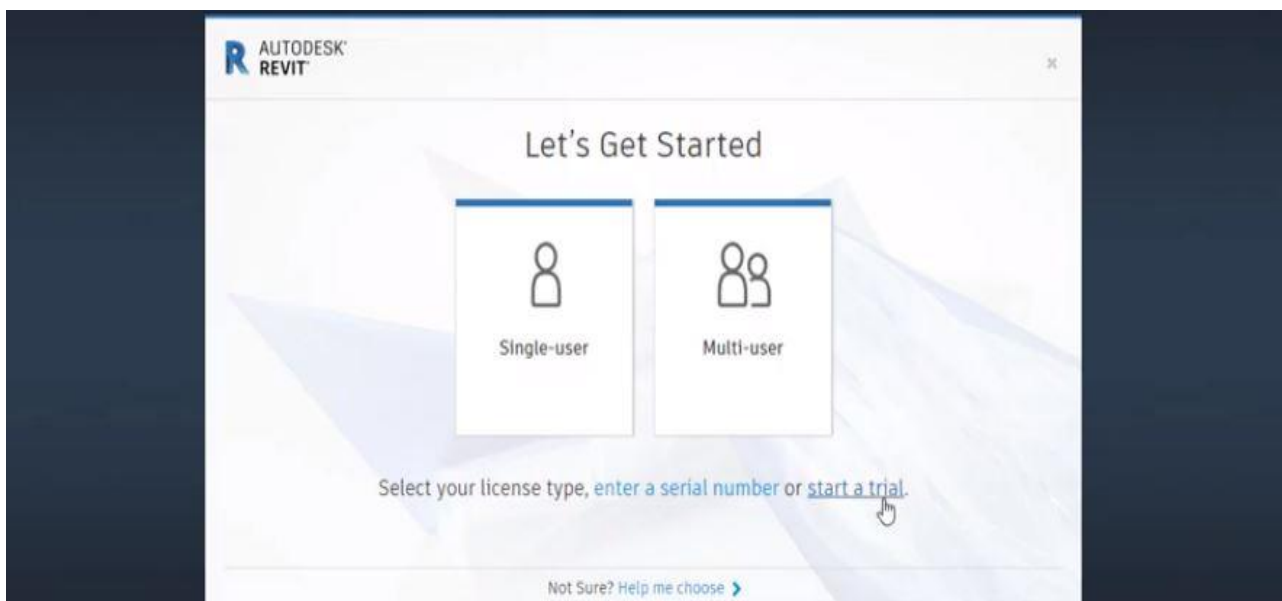 AUTODESK®
REVIT®
×
Let's Get Started
Single-user
Multi-user
Select your license type, enter a serial number or start a trial.
Not Sure? Help me choose